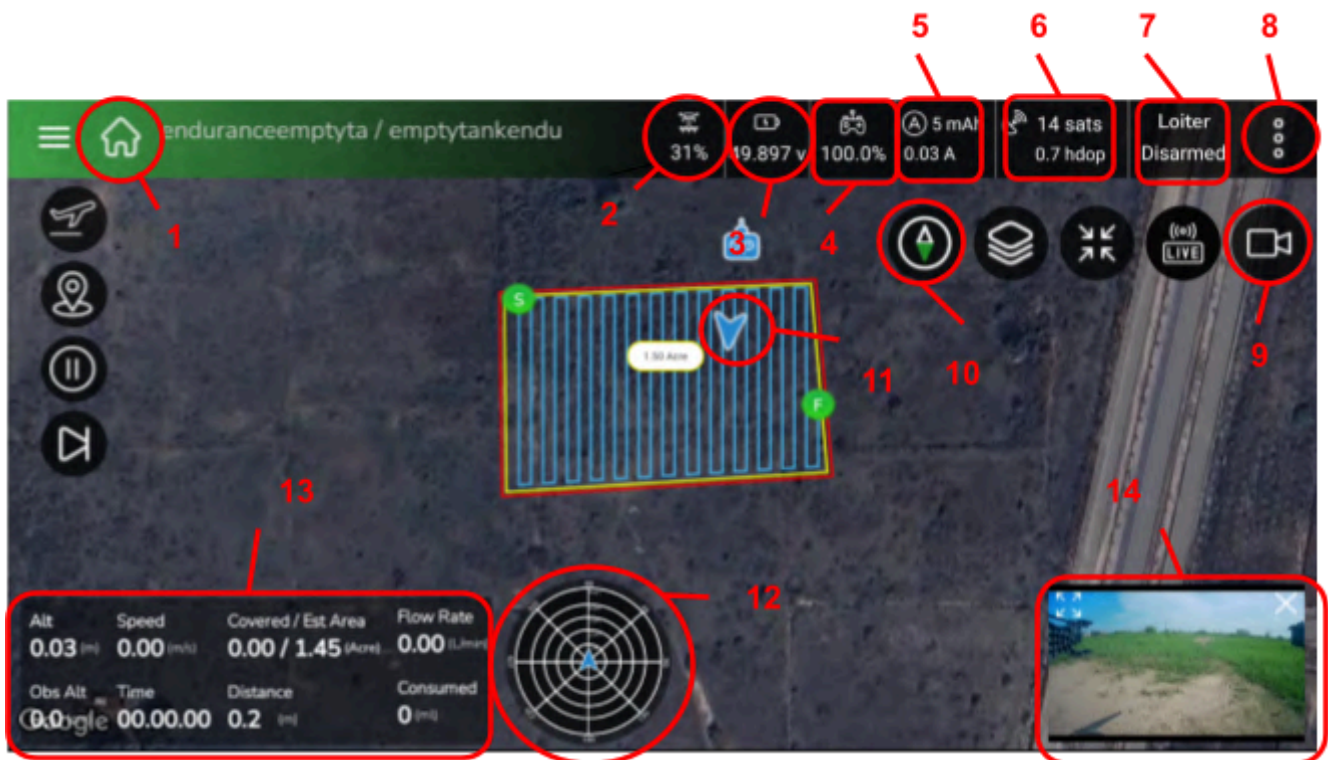 5 6 7 8
enduranceemptyta / emptytankendu
31%
49.897 v
100.0%
A 5 mAh
0.03 A
14 sats
0.7 hdop
Loiter
Disarmed
1 2 3 4
LIVE
S
1.50 Acre
F
11 10 9
13 14
12
Alt Speed Covered / Est Area Flow Rate
0.03 (m) 0.00 (m/s) 0.00 / 1.45 (Acre) 0.00 (L/min)
Obs Alt Time Distance Consumed
0.0 00.00.00 0.2 (m) 0 (ml)
Google